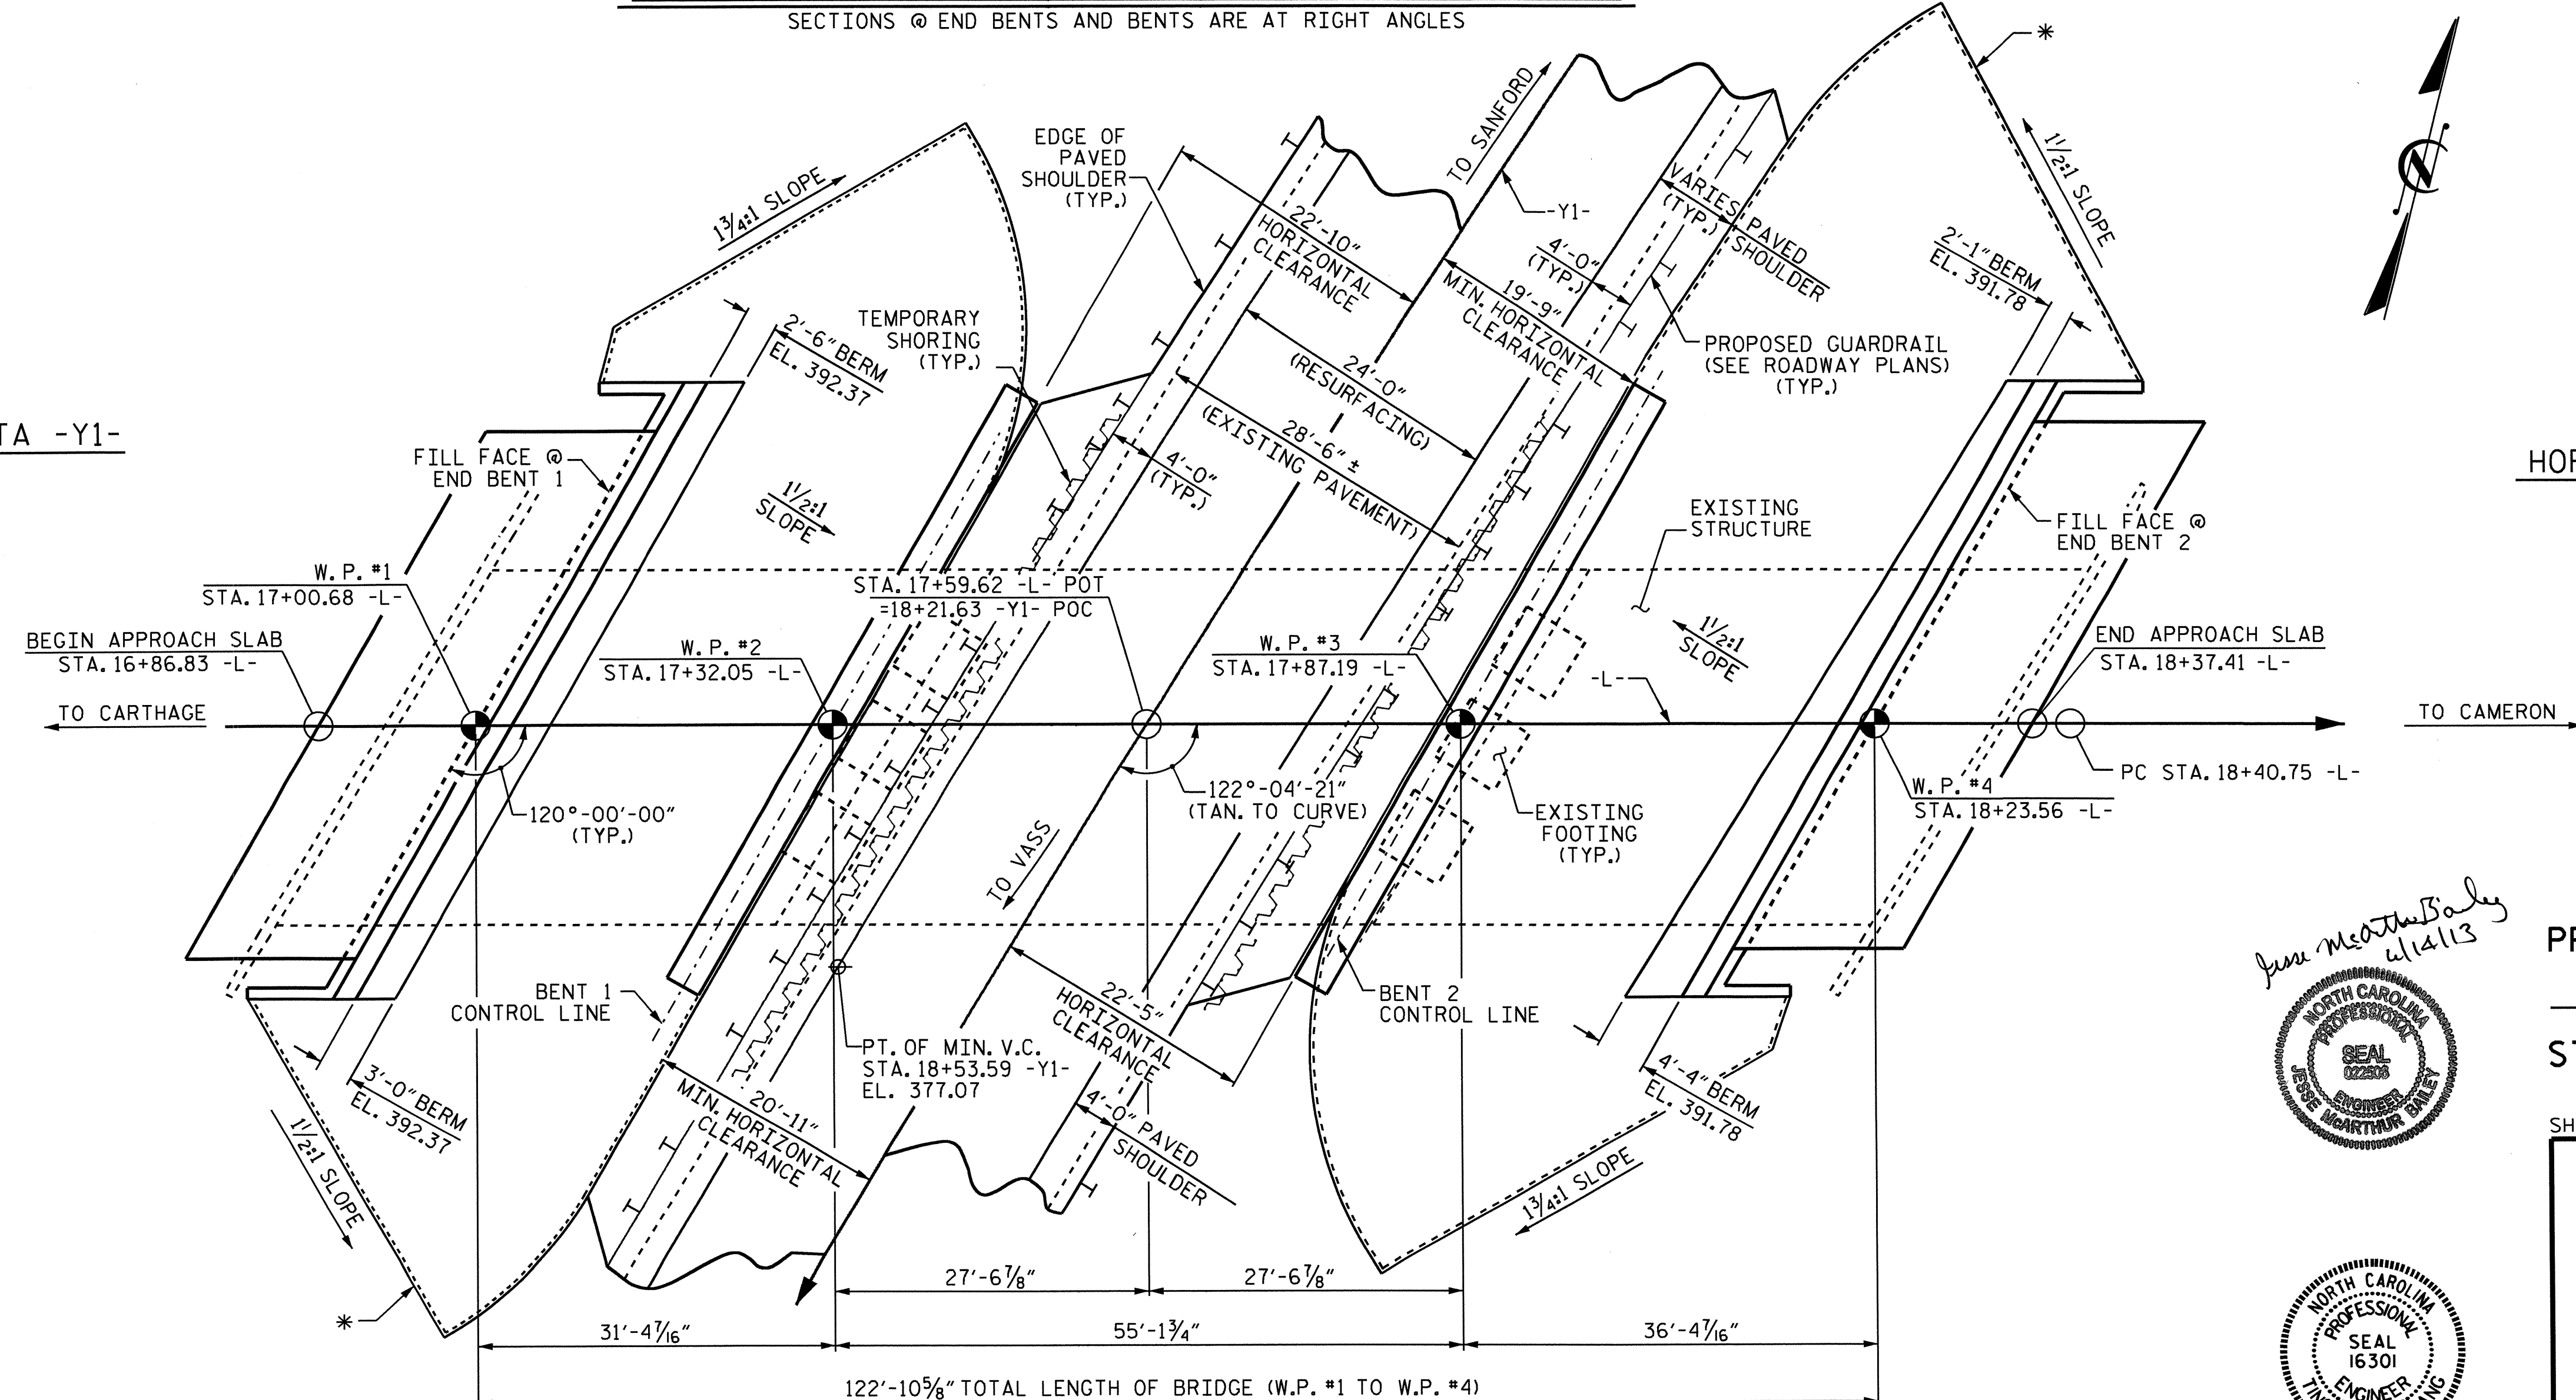 SECTIONS @ END BENTS AND BENTS ARE AT RIGHT ANGLES
*
TO SANFORD
EDGE OF
PAVED
SHOULDER
(TYP.)
1¾:1 SLOPE
-Y1-
22'-10"
HORIZONTAL
CLEARANCE
VARIES PAVED
(TYP.) SHOULDER
4'-0"
(TYP.)
1½:1 SLOPE
N
2'-1" BERM
EL. 391.78
19'-9"
MIN. HORIZONTAL
CLEARANCE
TEMPORARY
SHORING
(TYP.)
2'-6" BERM
EL. 392.37
PROPOSED GUARDRAIL
(SEE ROADWAY PLANS)
(TYP.)
24'-0"
(RESURFACING)
28'-6" ±
(EXISTING PAVEMENT)
TA -Y1-
HOR
FILL FACE @
END BENT 1
4'-0"
(TYP.)
1½:1
SLOPE
EXISTING
STRUCTURE
FILL FACE @
END BENT 2
W.P. #1
STA. 17+00.68 -L-
STA. 17+59.62 -L- POT
=18+21.63 -Y1- POC
BEGIN APPROACH SLAB
STA. 16+86.83 -L-
W.P. #2
STA. 17+32.05 -L-
W.P. #3
STA. 17+87.19 -L-
1½:1
SLOPE
END APPROACH SLAB
STA. 18+37.41 -L-
-L-
TO CARTHAGE
TO CAMERON
PC STA. 18+40.75 -L-
W.P. #4
STA. 18+23.56 -L-
120°-00'-00"
(TYP.)
122°-04'-21"
(TAN. TO CURVE)
EXISTING
FOOTING
(TYP.)
TO VASS
Jesse McArthur Bailey
PR
BENT 1
CONTROL LINE
BENT 2
CONTROL LINE
22'-5"
HORIZONTAL
CLEARANCE
PT. OF MIN. V.C.
STA. 18+53.59 -Y1-
EL. 377.07
NORTH CAROLINA
PROFESSIONAL
SEAL
022506
ENGINEER
JESSE McARTHUR BAILEY
ST
SH
3'-0" BERM
EL. 392.37
1½:1 SLOPE
20'-11"
MIN. HORIZONTAL
CLEARANCE
4'-0" PAVED
SHOULDER
4'-4" BERM
EL. 391.78
1¾:1 SLOPE
27'-6⅞"
27'-6⅞"
*
31'-4⁷⁄₁₆"
55'-1¾"
36'-4⁷⁄₁₆"
122'-10⅝" TOTAL LENGTH OF BRIDGE (W.P. #1 TO W.P. #4)
NORTH CAROLINA
PROFESSIONAL
SEAL
16301
ENGINEER